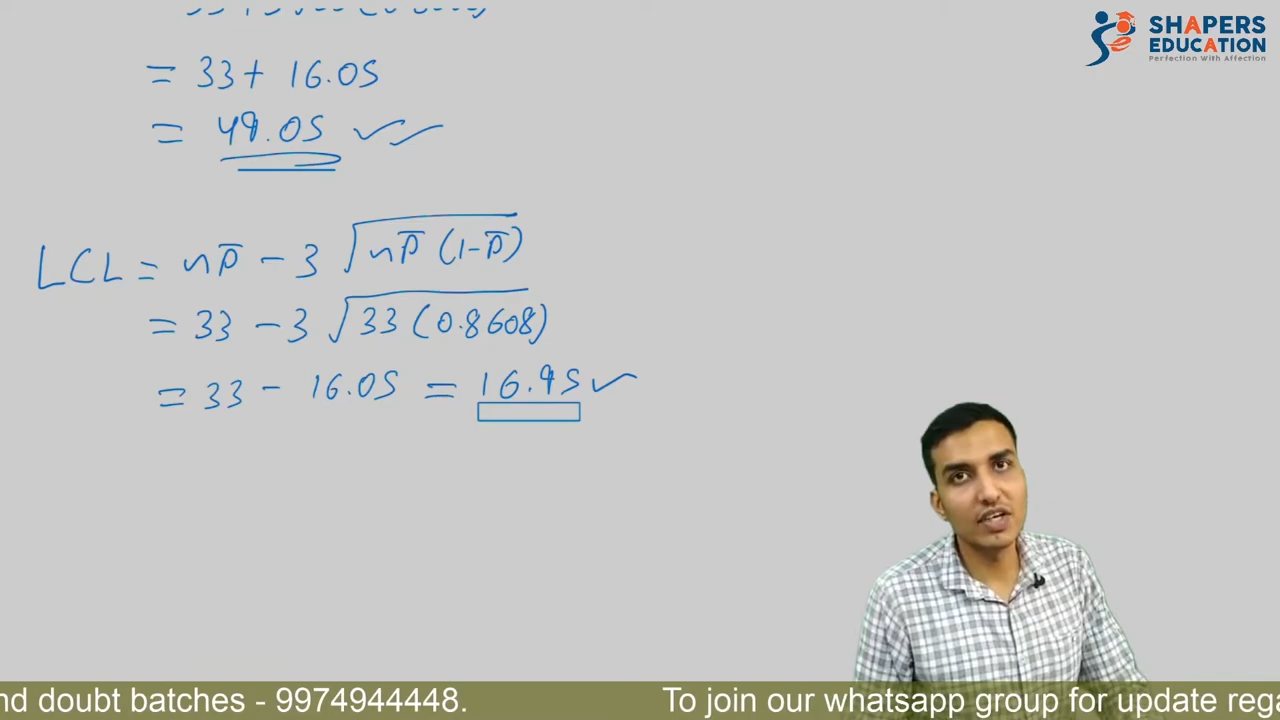 SHAPERS
EDUCATION
Perfection With Affection
= 33 + 16.05
= 49.05
LCL = np̅ - 3 √np̅ (1-p̅)
= 33 - 3 √33 (0.8608)
= 33 - 16.05 = 16.95
nd doubt batches - 9974944448. To join our whatsapp group for update rega